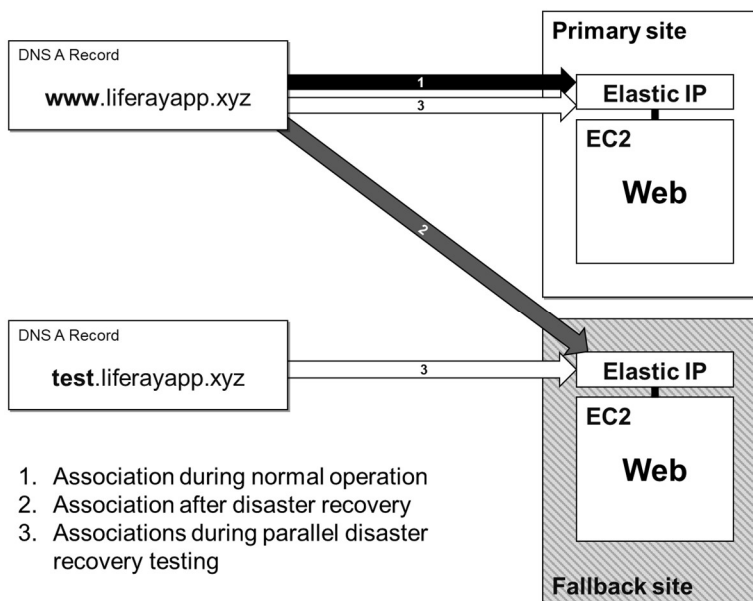 DNS A Record
www.liferayapp.xyz
1
3
2
Primary site
Elastic IP
EC2
Web
DNS A Record
test.liferayapp.xyz
3
Elastic IP
EC2
Web
Fallback site
1. Association during normal operation
2. Association after disaster recovery
3. Associations during parallel disaster
recovery testing